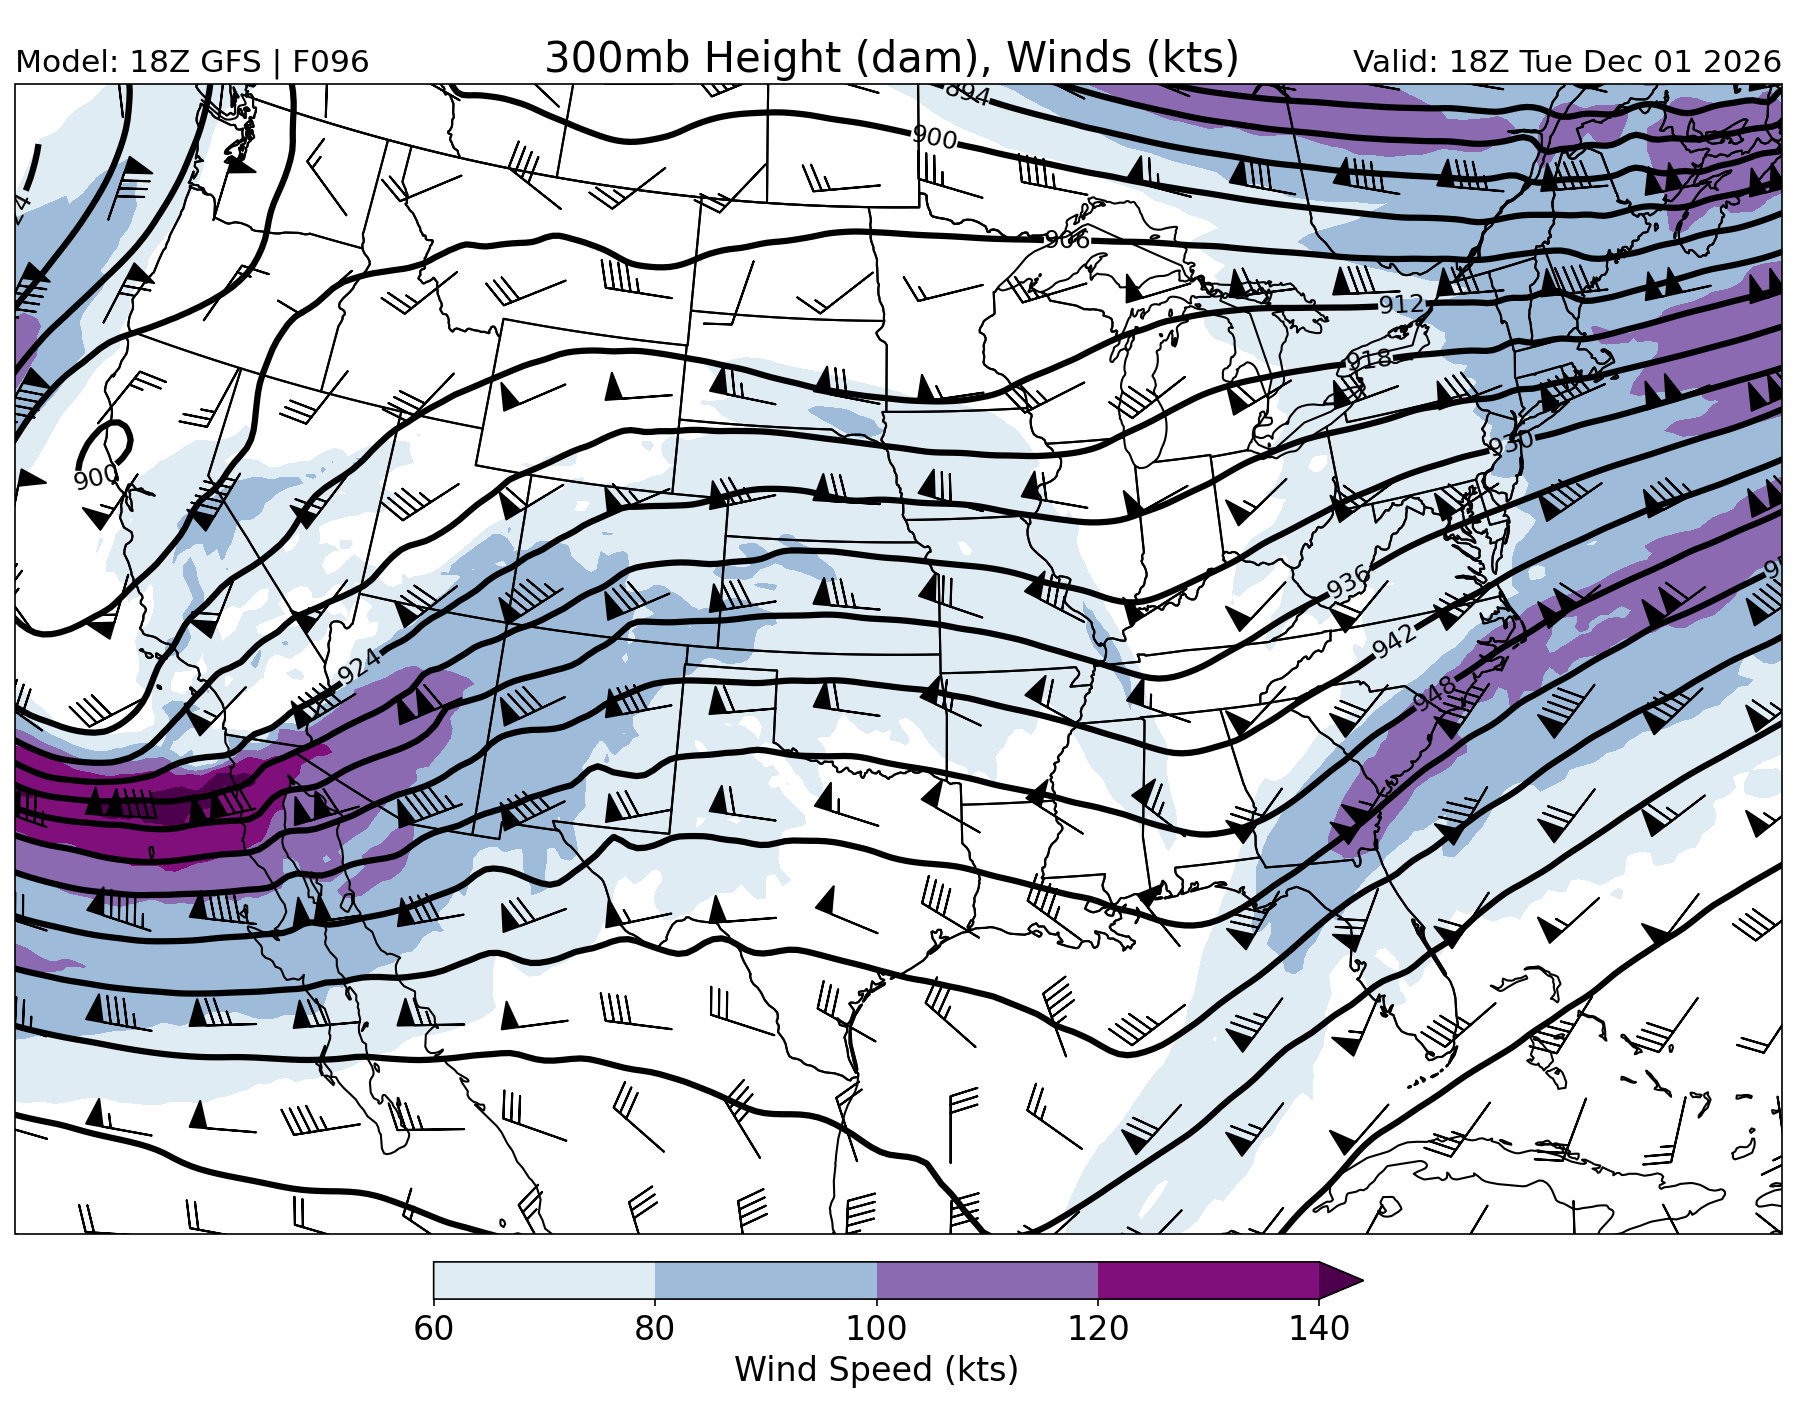 Model: 18Z GFS | F096
300mb Height (dam), Winds (kts)
Valid: 18Z Tue Dec 01 2026
894
900
906
912
918
930
900
936
942
924
948
60 80 100 120 140
Wind Speed (kts)